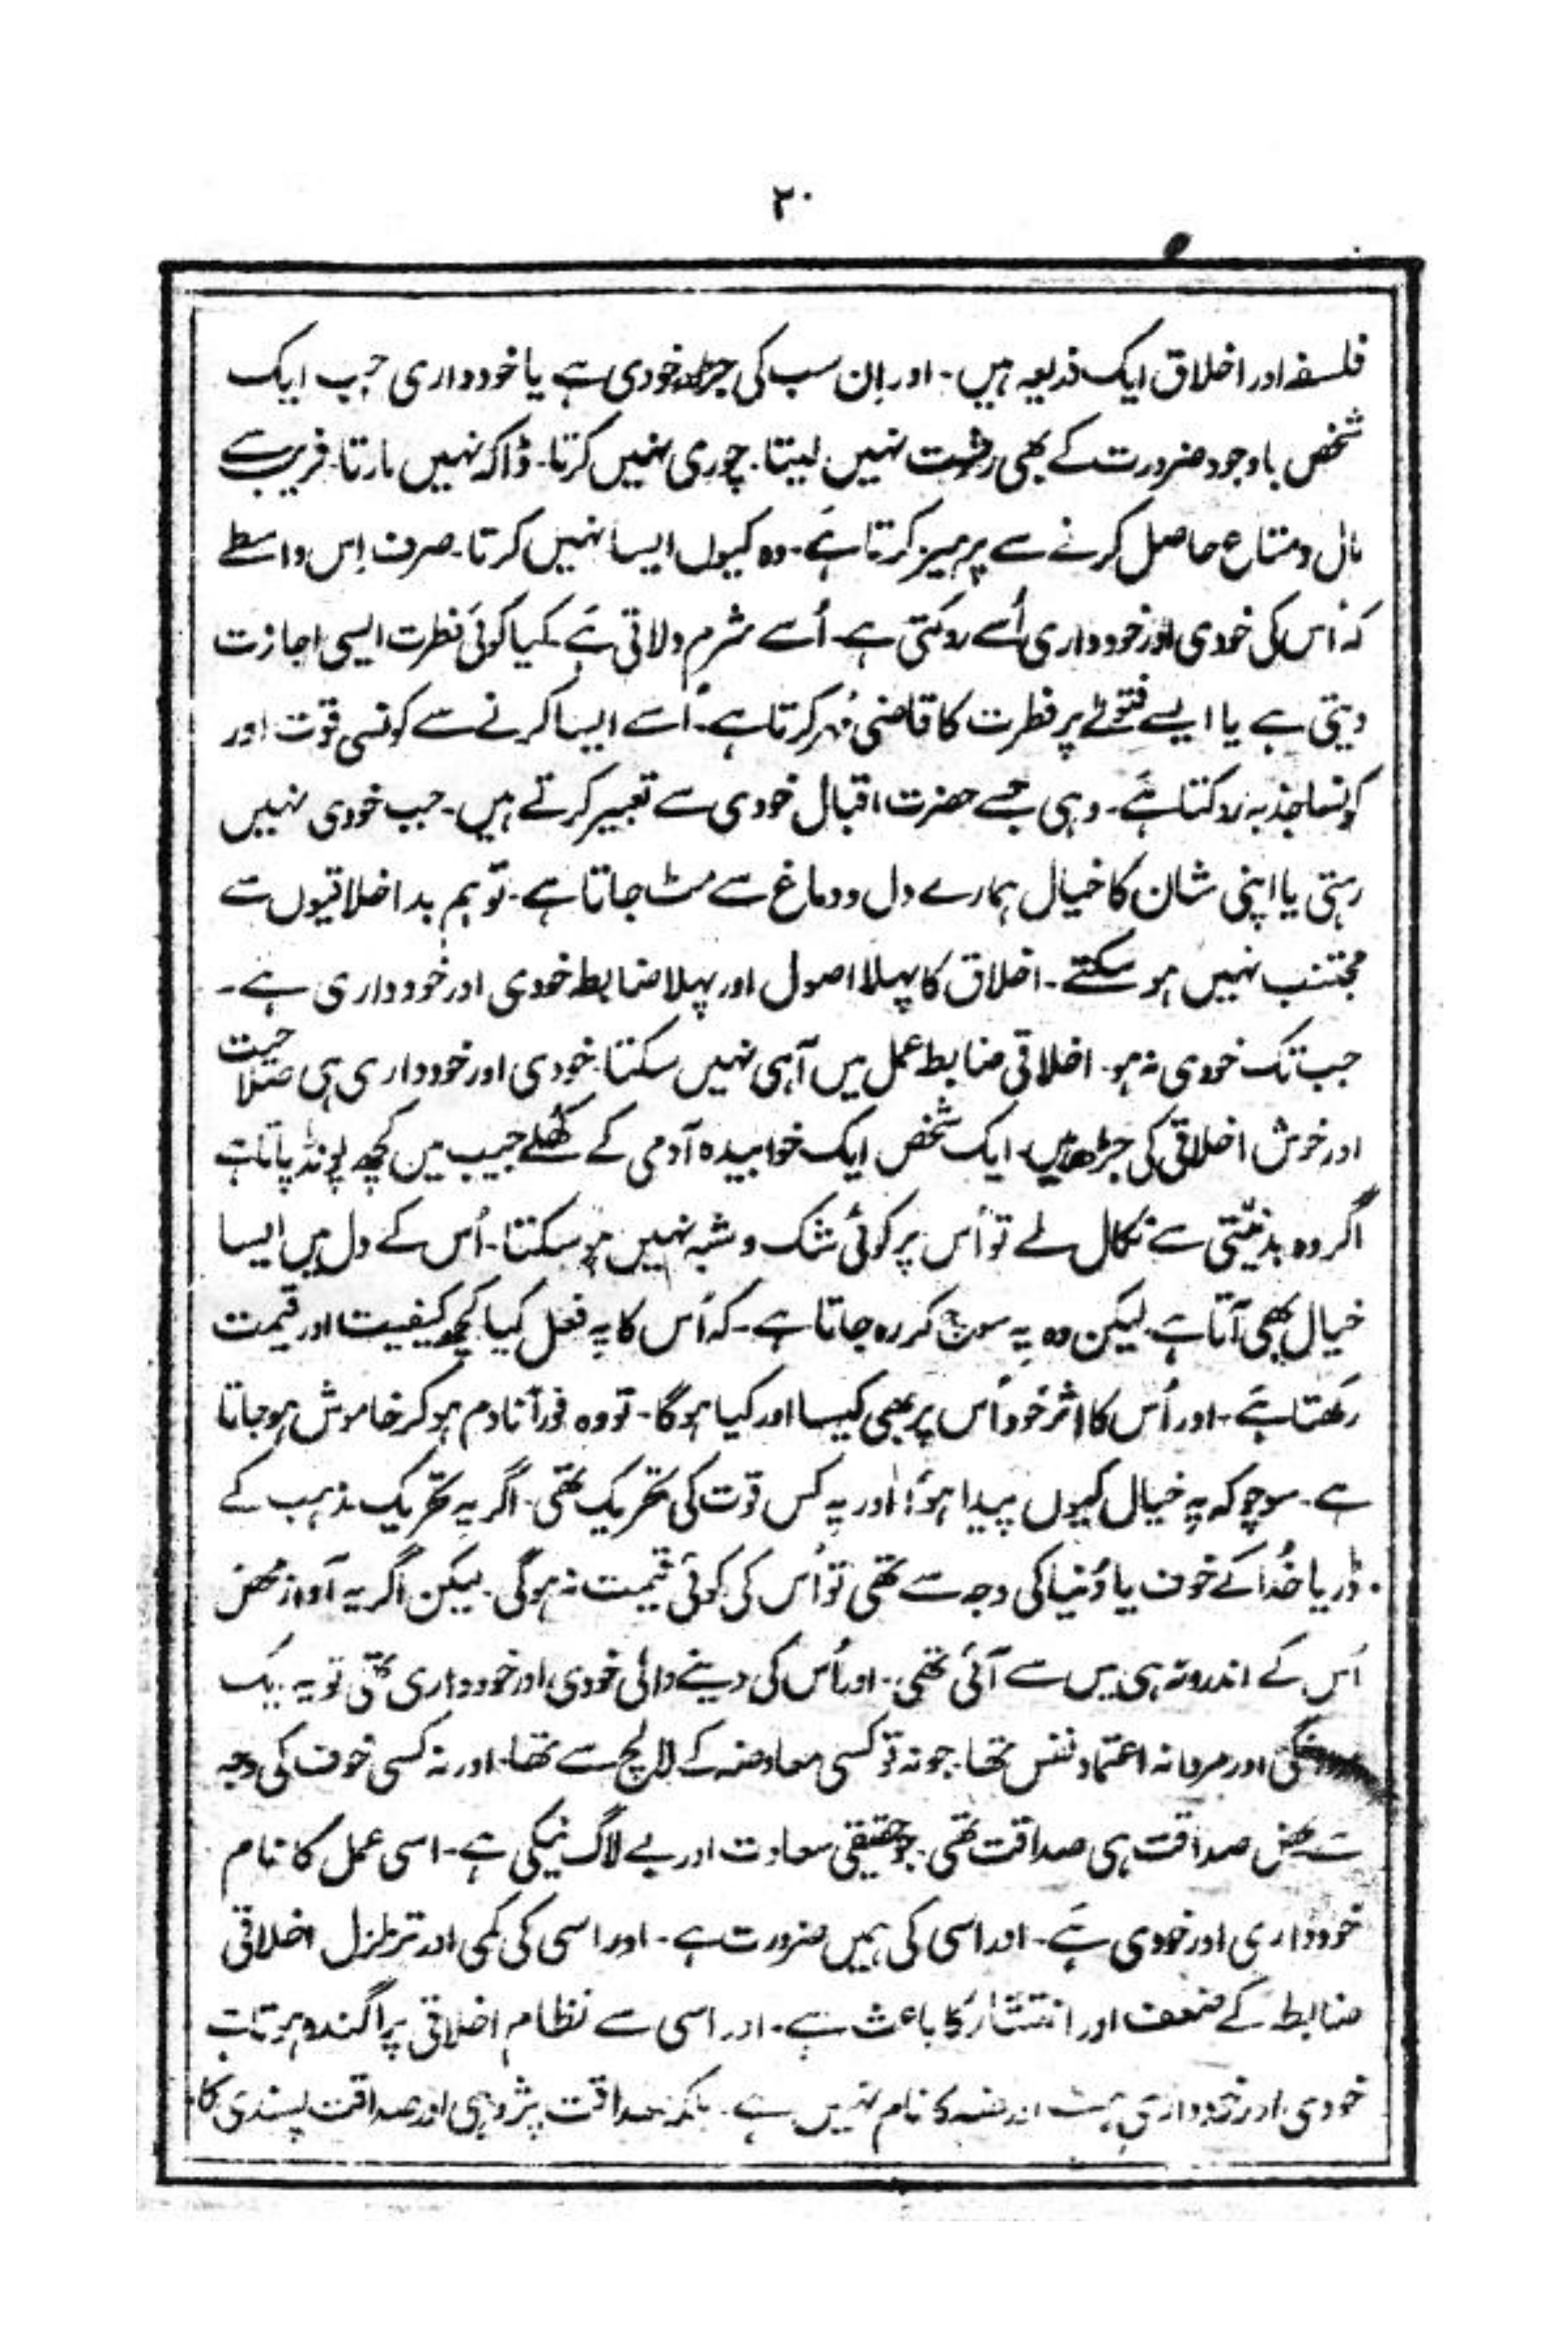 ۲۰
فلسفہ اور اخلاق ایک ذریعہ ہیں۔ اور اِن سب کی جڑھ خودی ہے یا خودداری جب ایک
شخص باوجود ضرورت کے بھی رشوت نہیں لیتا۔ چوری نہیں کرتا۔ ڈاکہ نہیں مارتا۔ فریب سے
مال و متاع حاصل کرنے سے پرہیز کرتا ہے۔ وہ کیوں ایسا نہیں کرتا۔ صرف اِس واسطے
کہ اُس کی خودی اور خودداری اُسے روکتی ہے۔ اُسے شرم دلاتی ہے۔ کیا کوئی فطرت ایسی اجازت
دیتی ہے یا ایسے فتوےٰ پر فطرت کا قاضی مُہر کرتا ہے۔ اُسے ایسا کرنے سے کونسی قوت اور
کونسا جذبہ روکتا ہے۔ وہی جسے حضرت اقبال خودی سے تعبیر کرتے ہیں۔ جب خودی نہیں
رہتی یا اپنی شان کا خیال ہمارے دل و دماغ سے مٹ جاتا ہے۔ تو ہم بد اخلاقیوں سے
مجتنب نہیں ہو سکتے۔ اخلاق کا پہلا اصول اور پہلا ضابطہ خودی اور خودداری ہے۔
جب تک خودی نہ ہو۔ اخلاقی ضابطہ عمل میں آہی نہیں سکتا۔ خودی اور خودداری ہی صلاحیت
اور خوش اخلاقی کی جڑھ ہیں۔ ایک شخص ایک خوابیدہ آدمی کے کھُلے جیب میں کچھ پونڈ پاتا ہے
اگر وہ بدنیتی سے نکال لے تو اُس پر کوئی شک و شبہ نہیں ہو سکتا۔ اُس کے دل میں ایسا
خیال بھی آتا ہے۔ لیکن وہ یہ سوچ کر رہ جاتا ہے۔ کہ اُس کا یہ فعل کیا کچھ کیفیت اور قیمت
رکھتا ہے۔ اور اُس کا اثر خود اُس پر بھی کیسا اور کیا ہوگا۔ تو وہ فوراً نادم ہو کر خاموش ہو جاتا
ہے۔ سوچو کہ یہ خیال کیوں پیدا ہوُا؛ اور یہ کس قوت کی تحریک تھی۔ اگر یہ تحریک مذہب کے
ڈر یا خُدا کے خوف یا دُنیا کی وجہ سے تھی تو اُس کی کوئی قیمت نہ ہوگی۔ لیکن اگر یہ آواز محض
اُس کے اندرونہ ہی میں سے آئی تھی۔ اور اُس کی دینے والی خودی اور خودداری تھی تو یہ یک
اور مردانہ اعتماد نفس تھا۔ جو نہ تو کسی معاوضہ کے لالچ سے تھا۔ اور نہ کسی خوف کی وجہ
سے محض صداقت ہی صداقت تھی۔ جو حقیقی سعادت اور بے لاگ نیکی ہے۔ اسی عمل کا نام
خودداری اور خودی ہے۔ اور اسی کی ہمیں ضرورت ہے۔ اور اسی کی کمی اور تزلزل اخلاقی
ضابطہ کے ضعف اور انتشار کا باعث ہے۔ اور اسی سے نظام اخلاقی پراگندہ ہوتا ہے
خودی اور خودداری ہٹ اور ضد کا نام نہیں ہے۔ بلکہ صداقت پژوہی اور صداقت پسندی کا